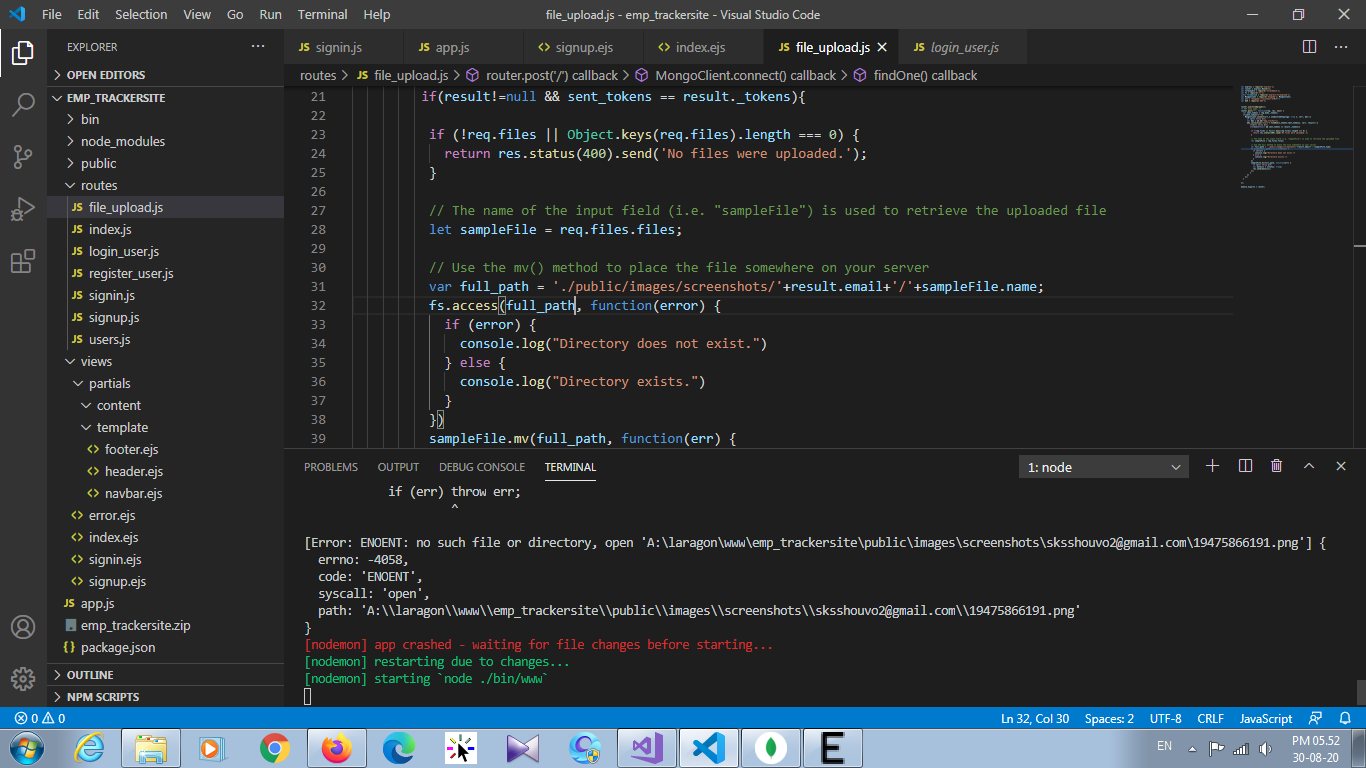 File Edit Selection View Go Run Terminal Help
file_upload.js - emp_trackersite - Visual Studio Code
EXPLORER
JS signin.js
JS app.js
<> signup.ejs
<> index.ejs
JS file_upload.js
JS login_user.js
routes > JS file_upload.js > router.post('/') callback > MongoClient.connect() callback > findOne() callback
OPEN EDITORS
EMP_TRACKERSITE
bin
node_modules
public
routes
JS file_upload.js
JS index.js
JS login_user.js
JS register_user.js
JS signin.js
JS signup.js
JS users.js
views
partials
content
template
<> footer.ejs
<> header.ejs
<> navbar.ejs
<> error.ejs
<> index.ejs
<> signin.ejs
<> signup.ejs
JS app.js
emp_trackersite.zip
{} package.json
OUTLINE
NPM SCRIPTS
21 if(result!=null && sent_tokens == result._tokens){
22
23 if (!req.files || Object.keys(req.files).length === 0) {
24 return res.status(400).send('No files were uploaded.');
25 }
26
27 // The name of the input field (i.e. "sampleFile") is used to retrieve the uploaded file
28 let sampleFile = req.files.files;
29
30 // Use the mv() method to place the file somewhere on your server
31 var full_path = './public/images/screenshots/'+result.email+'/'+sampleFile.name;
32 fs.access(full_path, function(error) {
33 if (error) {
34 console.log("Directory does not exist.")
35 } else {
36 console.log("Directory exists.")
37 }
38 })
39 sampleFile.mv(full_path, function(err) {
PROBLEMS OUTPUT DEBUG CONSOLE TERMINAL
1: node
if (err) throw err;
^
[Error: ENOENT: no such file or directory, open 'A:\laragon\www\emp_trackersite\public\images\screenshots\sksshouvo2@gmail.com\19475866191.png'] {
errno: -4058,
code: 'ENOENT',
syscall: 'open',
path: 'A:\\laragon\\www\\emp_trackersite\\public\\images\\screenshots\\sksshouvo2@gmail.com\\19475866191.png'
}
[nodemon] app crashed - waiting for file changes before starting...
[nodemon] restarting due to changes...
[nodemon] starting `node ./bin/www`
0 0
Ln 32, Col 30 Spaces: 2 UTF-8 CRLF JavaScript
EN
PM 05.52
30-08-20